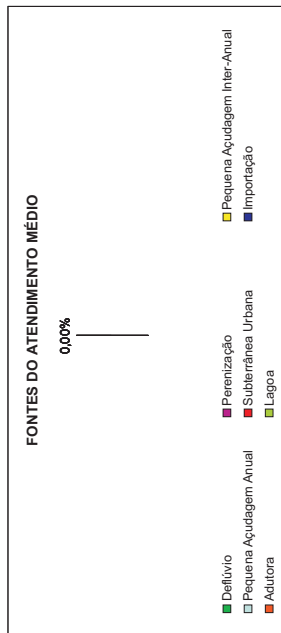 FONTES DO ATENDIMENTO MÉDIO
0,00%
Deflúvio
Perenização
Pequena Açudagem Inter-Anual
Pequena Açudagem Anual
Subterrânea Urbana
Importação
Adutora
Lagoa